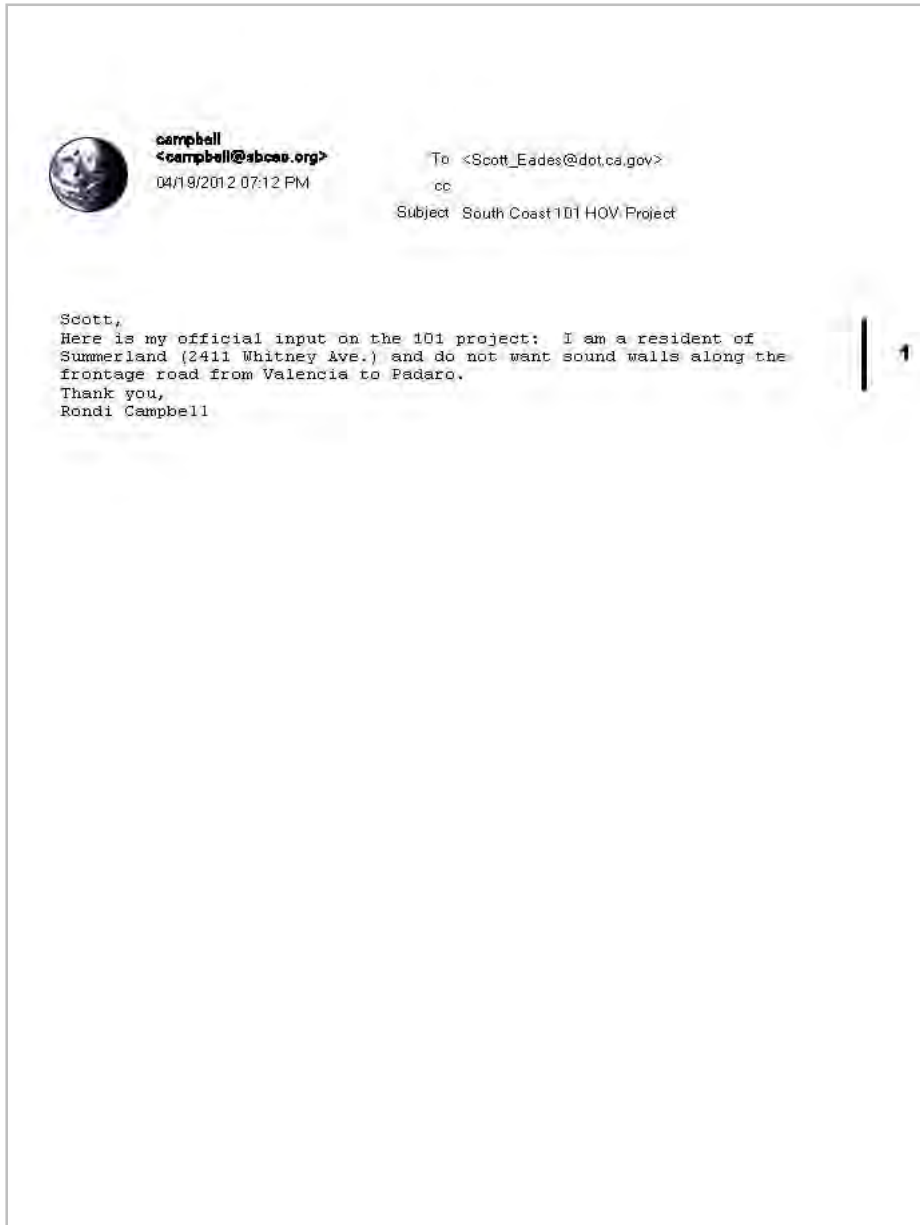 campbell
<campbell@sbceo.org>
04/19/2012 07:12 PM
To <Scott_Eades@dot.ca.gov>
cc
Subject South Coast 101 HOV Project
Scott,
Here is my official input on the 101 project: I am a resident of
Summerland (2411 Whitney Ave.) and do not want sound walls along the
frontage road from Valencia to Padaro.
Thank you,
Rondi Campbell
1